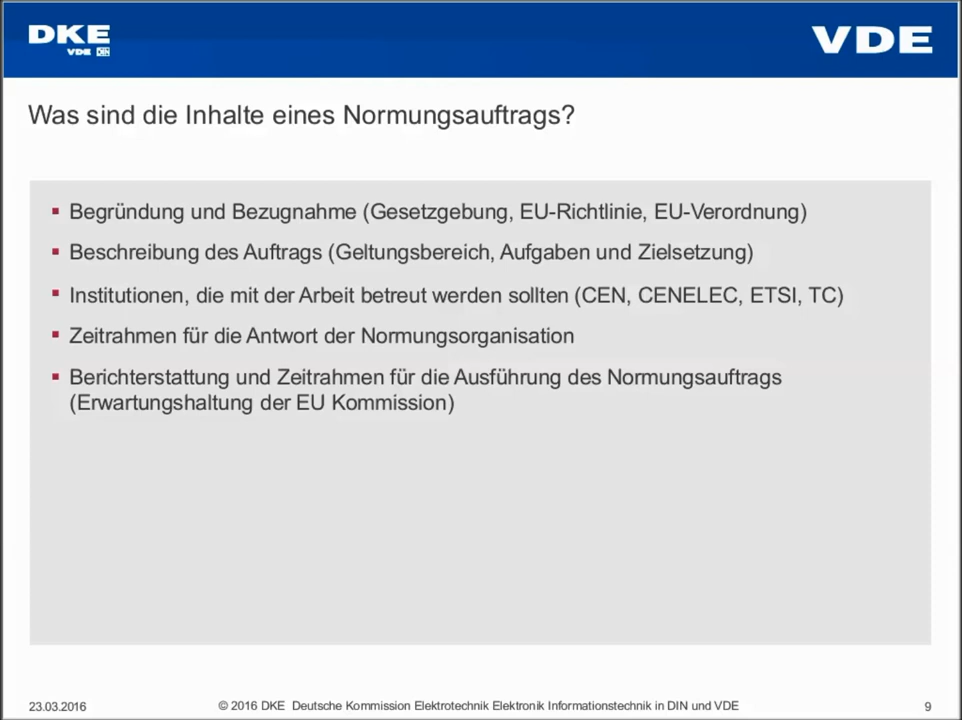 DKE
VDE DIN
VDE
Was sind die Inhalte eines Normungsauftrags?
Begründung und Bezugnahme (Gesetzgebung, EU-Richtlinie, EU-Verordnung)
Beschreibung des Auftrags (Geltungsbereich, Aufgaben und Zielsetzung)
Institutionen, die mit der Arbeit betreut werden sollten (CEN, CENELEC, ETSI, TC)
Zeitrahmen für die Antwort der Normungsorganisation
Berichterstattung und Zeitrahmen für die Ausführung des Normungsauftrags
(Erwartungshaltung der EU Kommission)
23.03.2016
© 2016 DKE Deutsche Kommission Elektrotechnik Elektronik Informationstechnik in DIN und VDE
9